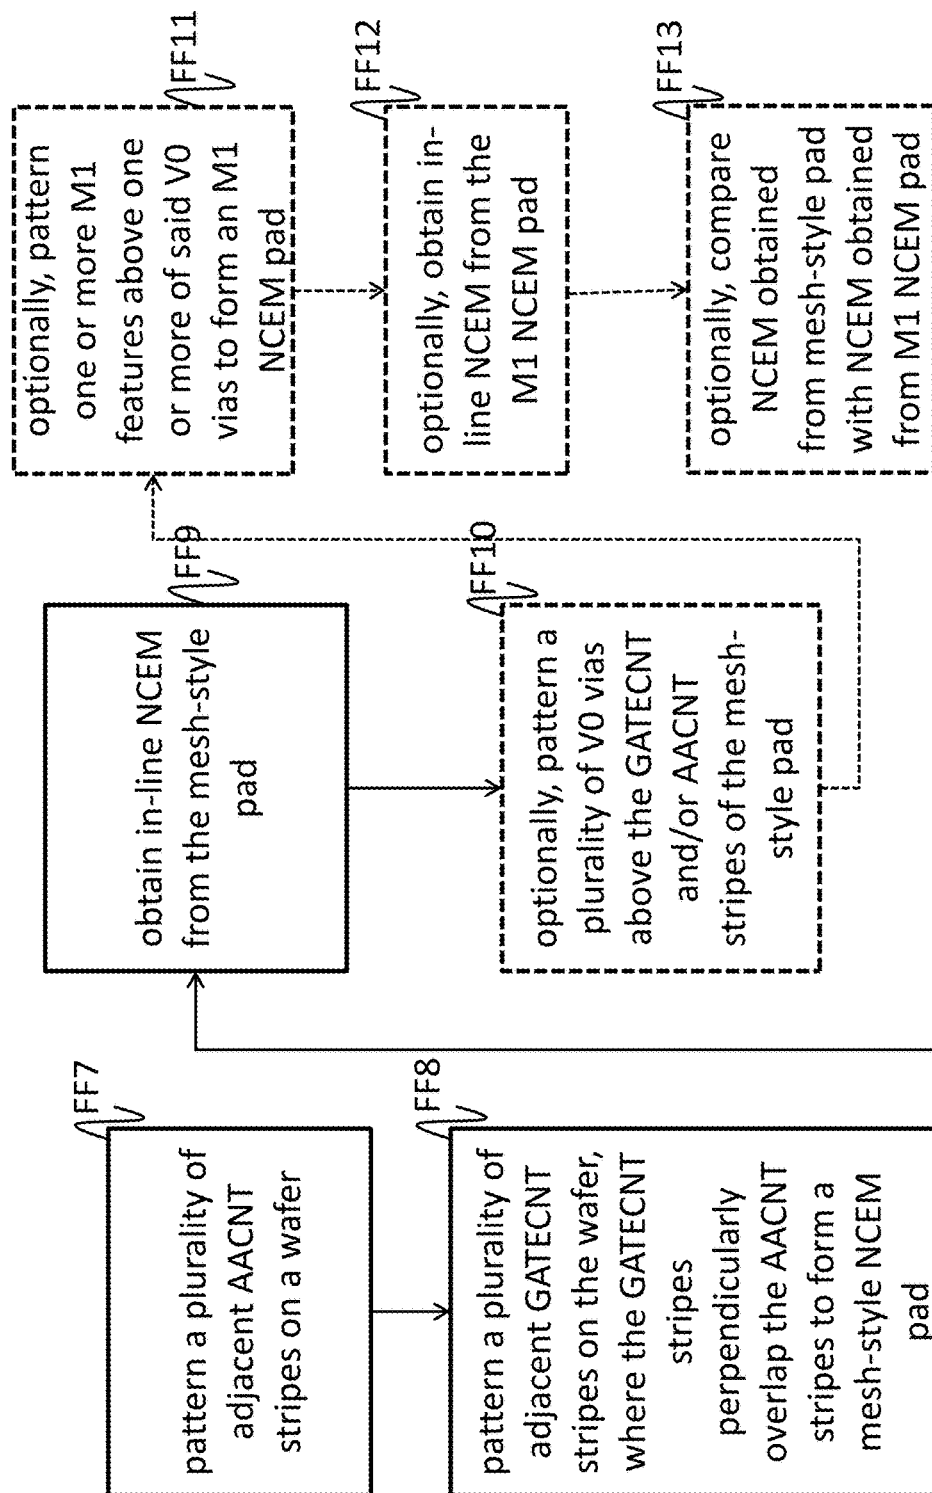 FF7
pattern a plurality of
adjacent AACNT
stripes on a wafer
FF8
pattern a plurality of
adjacent GATECNT
stripes on the wafer,
where the GATECNT
stripes
perpendicularly
overlap the AACNT
stripes to form a
mesh-style NCEM
pad
FF9
obtain in-line NCEM
from the mesh-style
pad
FF10
optionally, pattern a
plurality of V0 vias
above the GATECNT
and/or AACNT
stripes of the mesh-
style pad
FF11
optionally, pattern
one or more M1
features above one
or more of said V0
vias to form an M1
NCEM pad
FF12
optionally, obtain in-
line NCEM from the
M1 NCEM pad
FF13
optionally, compare
NCEM obtained
from mesh-style pad
with NCEM obtained
from M1 NCEM pad